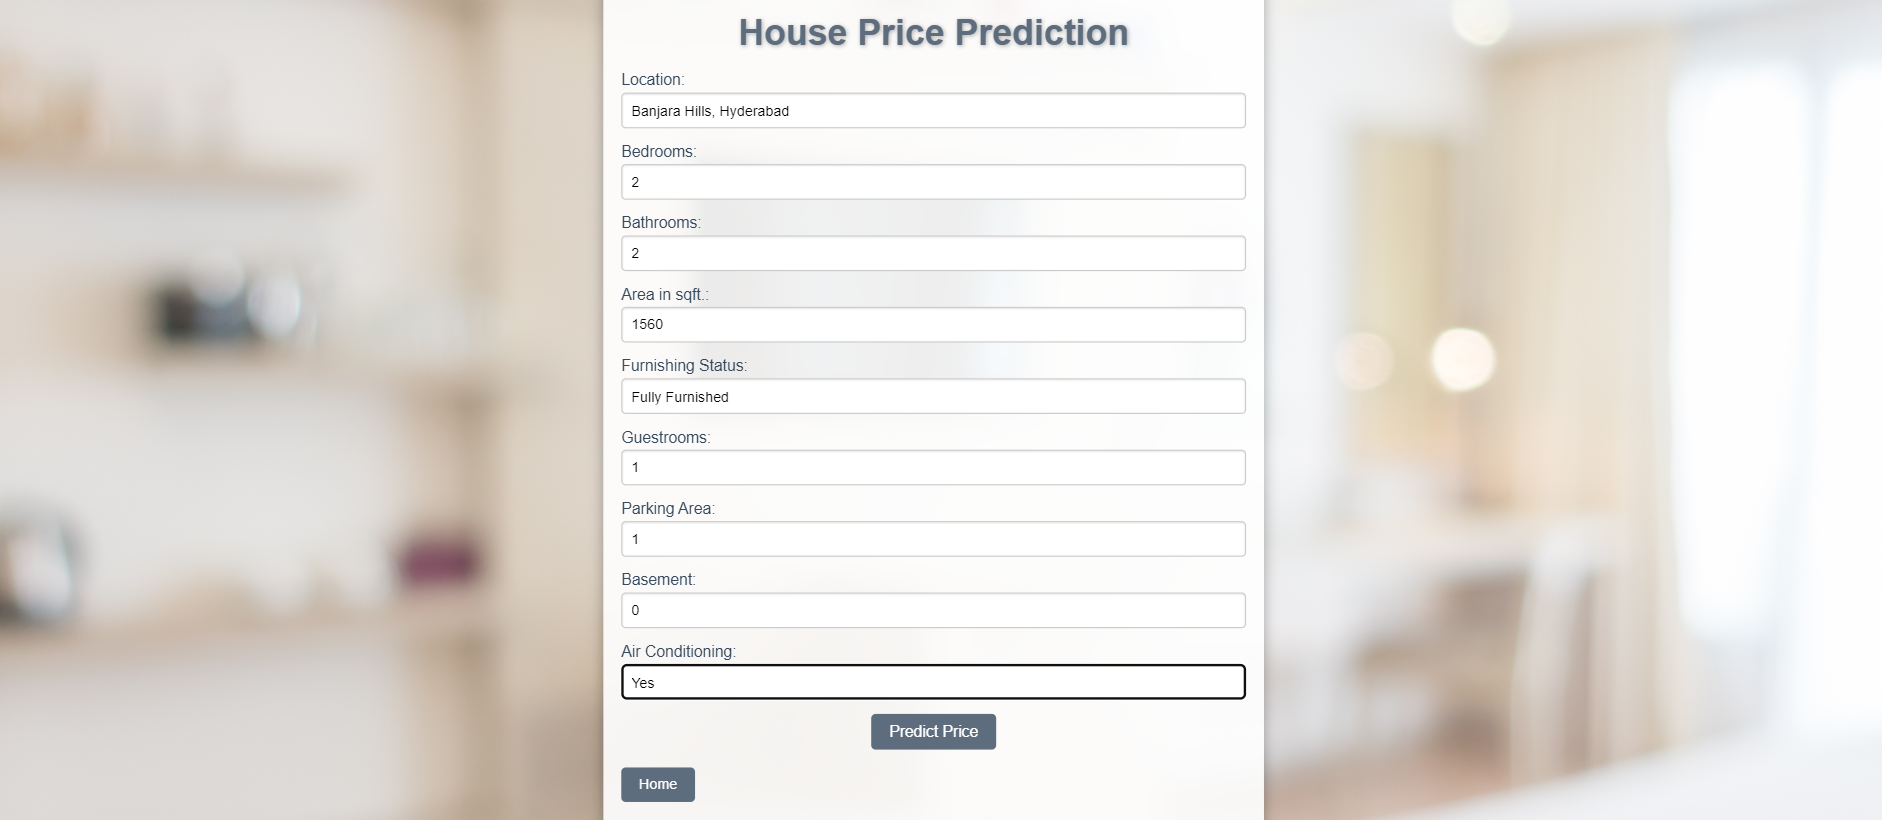 House Price Prediction
Location:
Banjara Hills, Hyderabad
Bedrooms:
2
Bathrooms:
2
Area in sqft.:
1560
Furnishing Status:
Fully Furnished
Guestrooms:
1
Parking Area:
1
Basement:
0
Air Conditioning:
Yes
Predict Price
Home